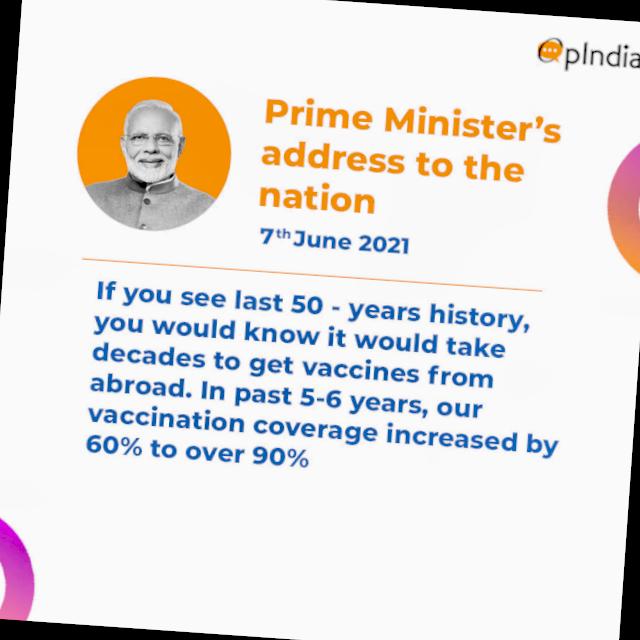 OpIndia
Prime Minister's
address to the
nation
7th June 2021
If you see last 50 - years history,
you would know it would take
decades to get vaccines from
abroad. In past 5-6 years, our
vaccination coverage increased by
60% to over 90%